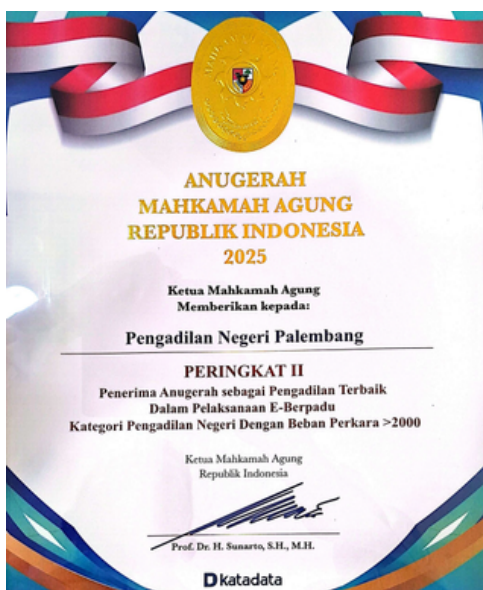 ANUGERAH
MAHKAMAH AGUNG
REPUBLIK INDONESIA
2025
Ketua Mahkamah Agung
Memberikan kepada:
Pengadilan Negeri Palembang
PERINGKAT II
Penerima Anugerah sebagai Pengadilan Terbaik
Dalam Pelaksanaan E-Berpadu
Kategori Pengadilan Negeri Dengan Beban Perkara >2000
Ketua Mahkamah Agung
Republik Indonesia
Prof. Dr. H. Sunarto, S.H., M.H.
Dkatadata